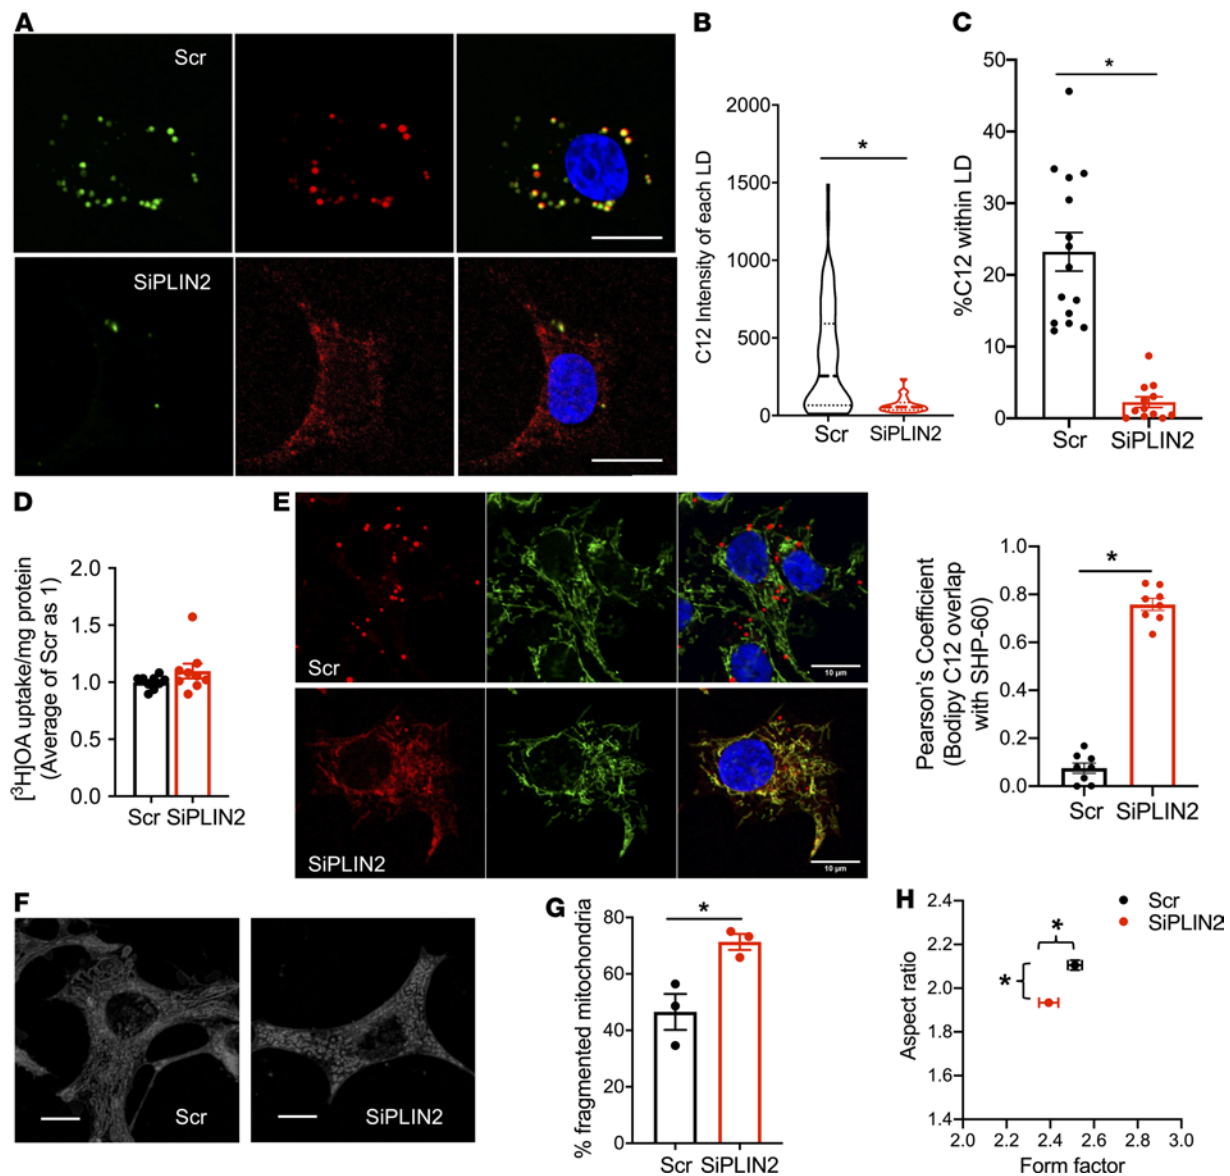 A
Scr
SiPLIN2
B
C12 Intensity of each LD
2000
1500
1000
500
0
*
Scr
SiPLIN2
C
%C12 within LD
50
40
30
20
10
0
*
Scr
SiPLIN2
D
[³H]OA uptake/mg protein
(Average of Scr as 1)
2.0
1.5
1.0
0.5
0.0
Scr SiPLIN2
E
Scr
10 µm
SiPLIN2
10 µm
Pearson's Coefficient
(Bodipy C12 overlap
with SHP-60)
1.0
0.8
0.6
0.4
0.2
0.0
*
Scr
SiPLIN2
F
Scr
SiPLIN2
G
% fragmented mitochondria
80
60
40
20
0
*
Scr SiPLIN2
H
Scr
SiPLIN2
Aspect ratio
2.4
2.2
2.0
1.8
1.6
1.4
*
*
2.0 2.2 2.4 2.6 2.8 3.0
Form factor